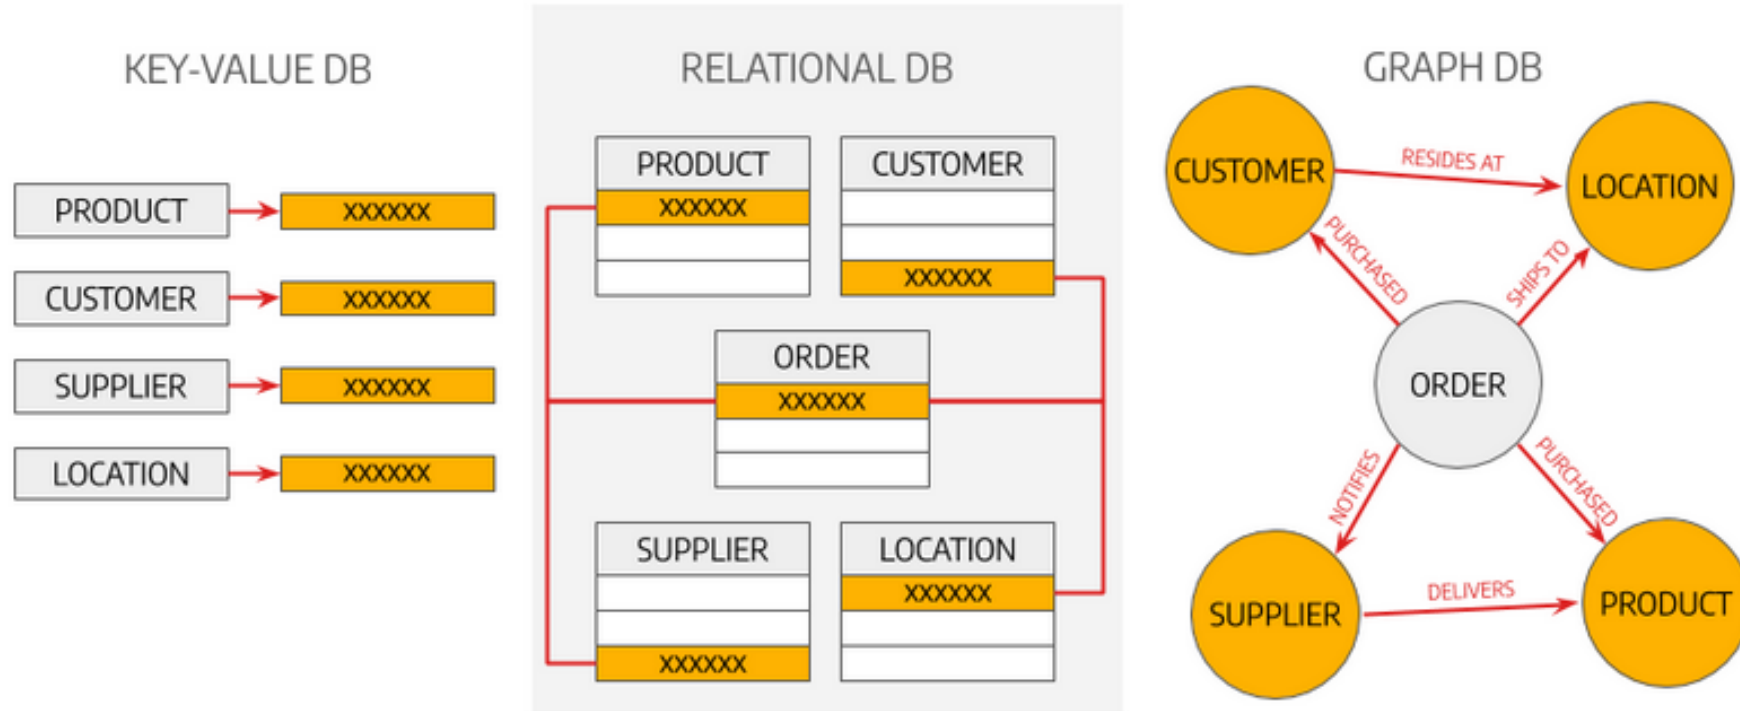 KEY-VALUE DB
PRODUCT XXXXXX
CUSTOMER XXXXXX
SUPPLIER XXXXXX
LOCATION XXXXXX
RELATIONAL DB
PRODUCT
XXXXXX
CUSTOMER
XXXXXX
ORDER
XXXXXX
SUPPLIER
XXXXXX
LOCATION
XXXXXX
GRAPH DB
CUSTOMER
RESIDES AT
LOCATION
PURCHASED
SHIPS TO
ORDER
NOTIFIES
PURCHASED
SUPPLIER
DELIVERS
PRODUCT